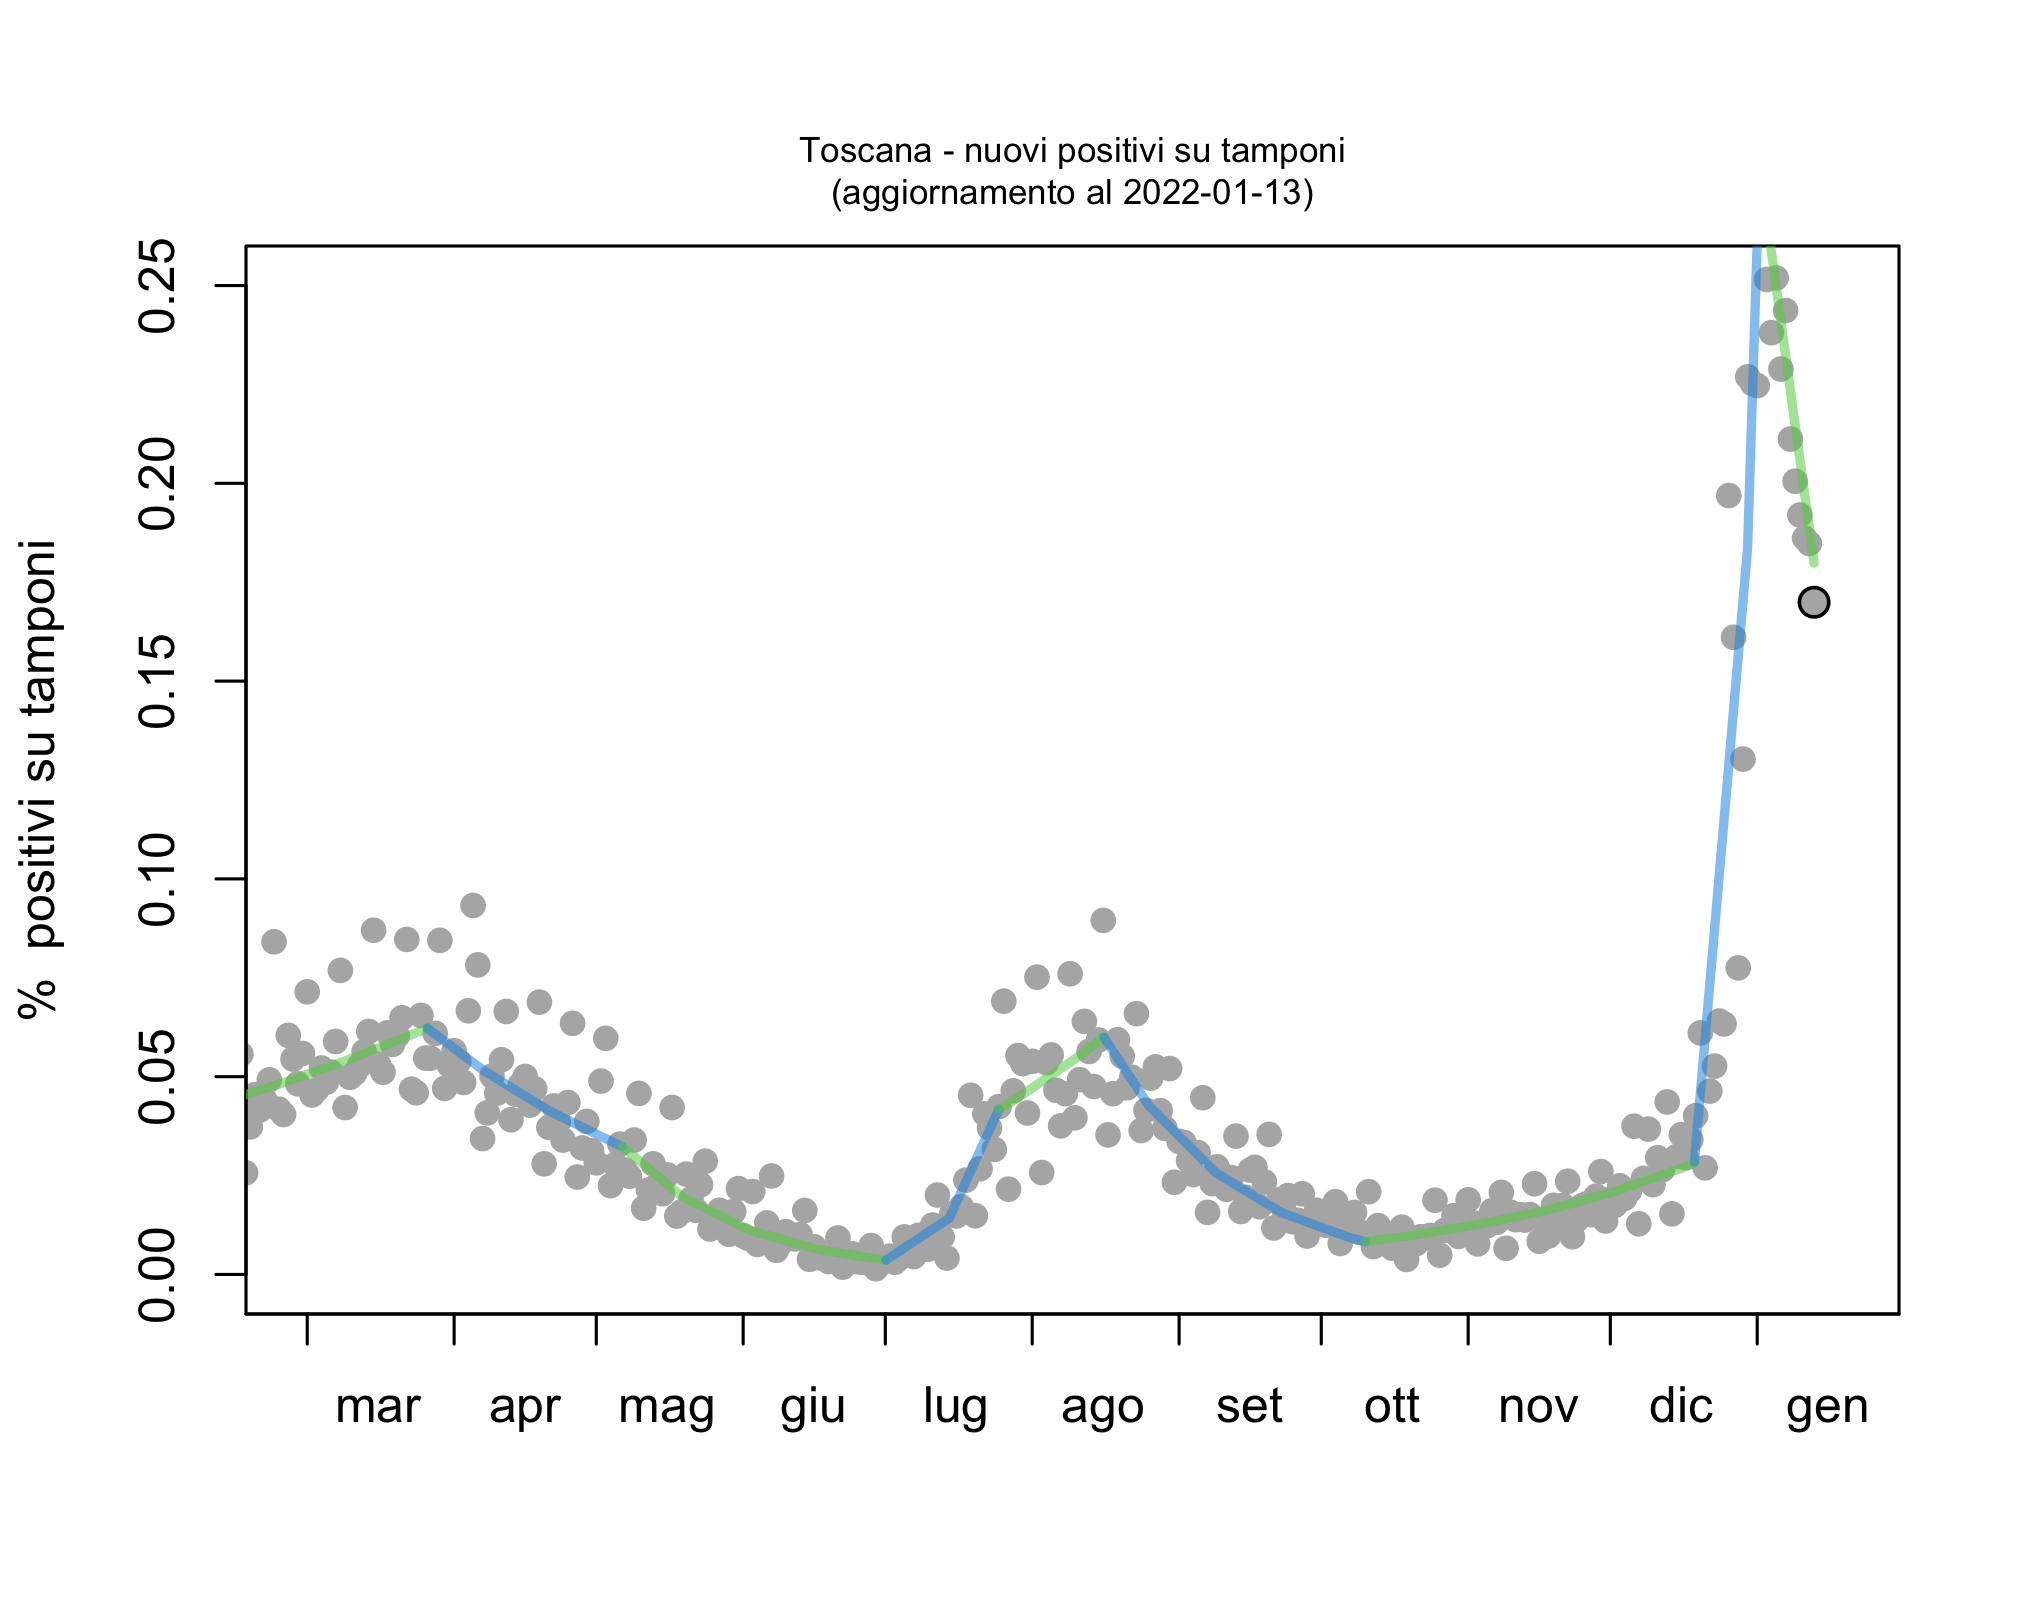 Toscana - nuovi positivi su tamponi
(aggiornamento al 2022-01-13)
% positivi su tamponi
0.25
0.20
0.15
0.10
0.05
0.00
mar apr mag giu lug ago set ott nov dic gen